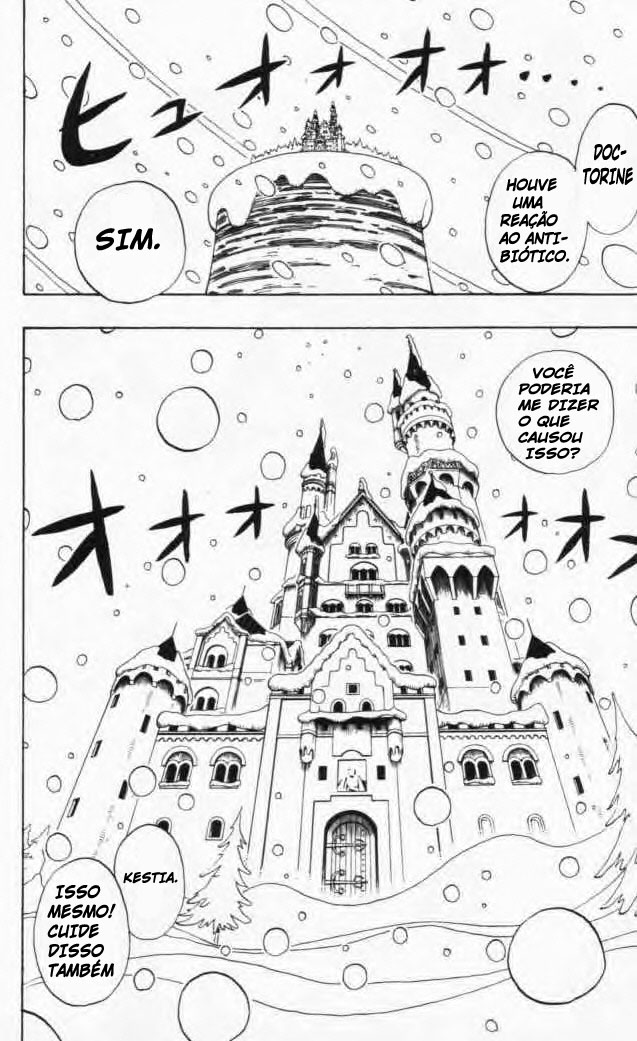 ヒュオオオオ...
DOC-
TORINE
HOUVE
UMA
REAÇÃO
AO ANTI-
BIÓTICO.
SIM.
VOCÊ
PODERIA
ME DIZER
O QUE
CAUSOU
ISSO?
オオオ
オオオ
KESTIA.
ISSO
MESMO!
CUIDE
DISSO
TAMBÉM